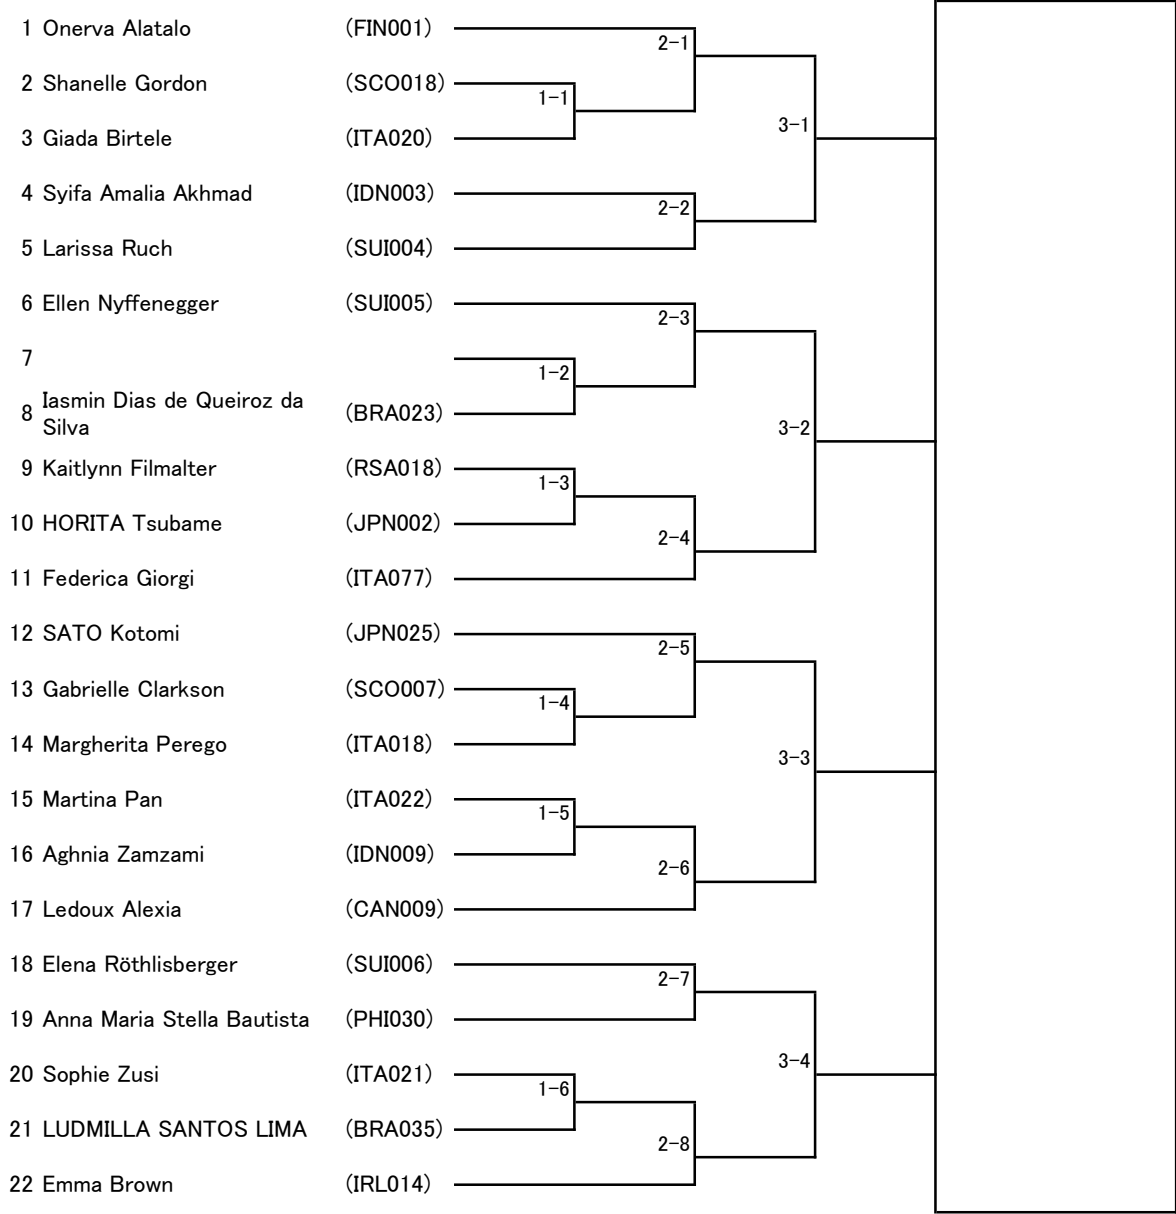 1 Onerva Alatalo (FIN001)
2-1
2 Shanelle Gordon (SCO018)
1-1
3 Giada Birtele (ITA020)
3-1
4 Syifa Amalia Akhmad (IDN003)
2-2
5 Larissa Ruch (SUI004)
6 Ellen Nyffenegger (SUI005)
2-3
7
1-2
8 Iasmin Dias de Queiroz da
Silva (BRA023)
3-2
9 Kaitlynn Filmalter (RSA018)
1-3
10 HORITA Tsubame (JPN002)
2-4
11 Federica Giorgi (ITA077)
12 SATO Kotomi (JPN025)
2-5
13 Gabrielle Clarkson (SCO007)
1-4
14 Margherita Perego (ITA018)
3-3
15 Martina Pan (ITA022)
1-5
16 Aghnia Zamzami (IDN009)
2-6
17 Ledoux Alexia (CAN009)
18 Elena Röthlisberger (SUI006)
2-7
19 Anna Maria Stella Bautista (PHI030)
3-4
20 Sophie Zusi (ITA021)
1-6
21 LUDMILLA SANTOS LIMA (BRA035)
2-8
22 Emma Brown (IRL014)